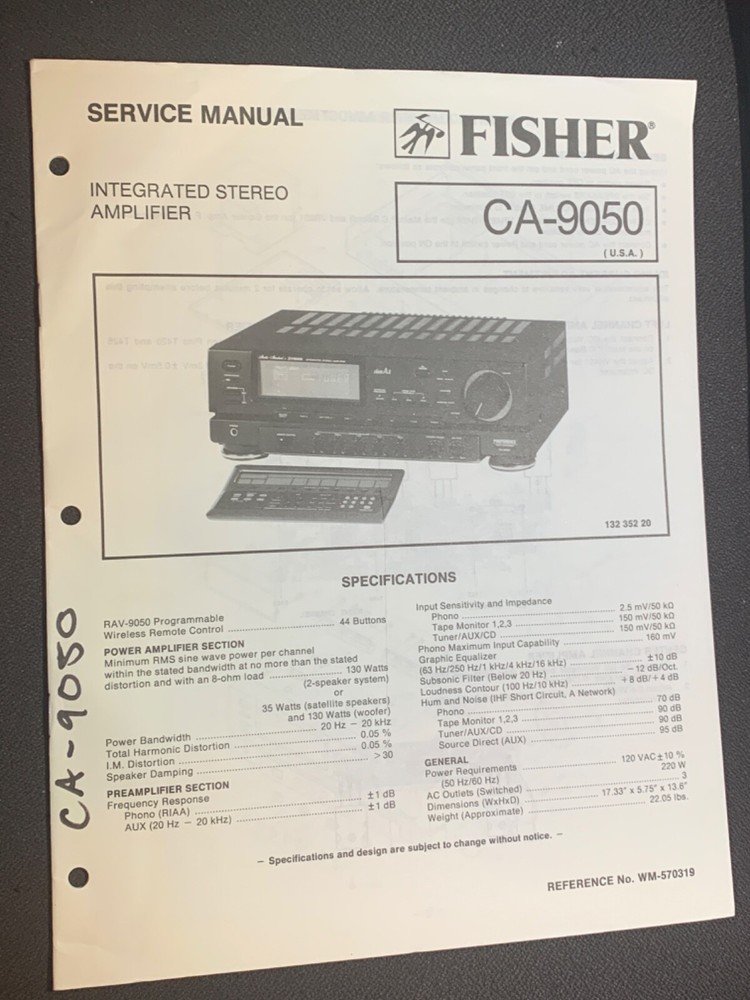 SERVICE MANUAL
FISHER®
INTEGRATED STEREO
AMPLIFIER
CA-9050
( U.S.A. )
132 352 20
CA-9050
SPECIFICATIONS
RAV-9050 Programmable
Wireless Remote Control ........ 44 Buttons
POWER AMPLIFIER SECTION
Minimum RMS sine wave power per channel
within the stated bandwidth at no more than the stated
distortion and with an 8-ohm load ........ 130 Watts
(2-speaker system)
or
35 Watts (satellite speakers)
and 130 Watts (woofer)
Power Bandwidth ........ 20 Hz – 20 kHz
Total Harmonic Distortion ........ 0.05 %
I.M. Distortion ........ 0.05 %
Speaker Damping ........ >30
PREAMPLIFIER SECTION
Frequency Response
Phono (RIAA) ........ ±1 dB
AUX (20 Hz – 20 kHz) ........ ±1 dB
Input Sensitivity and Impedance
Phono ........ 2.5 mV/50 kΩ
Tape Monitor 1,2,3 ........ 150 mV/50 kΩ
Tuner/AUX/CD ........ 150 mV/50 kΩ
Phono Maximum Input Capability ........ 160 mV
Graphic Equalizer
(63 Hz/250 Hz/1 kHz/4 kHz/16 kHz) ........ ±10 dB
Subsonic Filter (Below 20 Hz) ........ – 12 dB/Oct.
Loudness Contour (100 Hz/10 kHz) ........ + 8 dB/+ 4 dB
Hum and Noise (IHF Short Circuit, A Network)
Phono ........ 70 dB
Tape Monitor 1,2,3 ........ 90 dB
Tuner/AUX/CD ........ 90 dB
Source Direct (AUX) ........ 95 dB
GENERAL
Power Requirements ........ 120 VAC±10 %
(50 Hz/60 Hz) 220 W
AC Outlets (Switched) ........ 3
Dimensions (WxHxD) ........ 17.33" x 5.75" x 13.6"
Weight (Approximate) ........ 22.05 lbs.
– Specifications and design are subject to change without notice. –
REFERENCE No. WM-570319